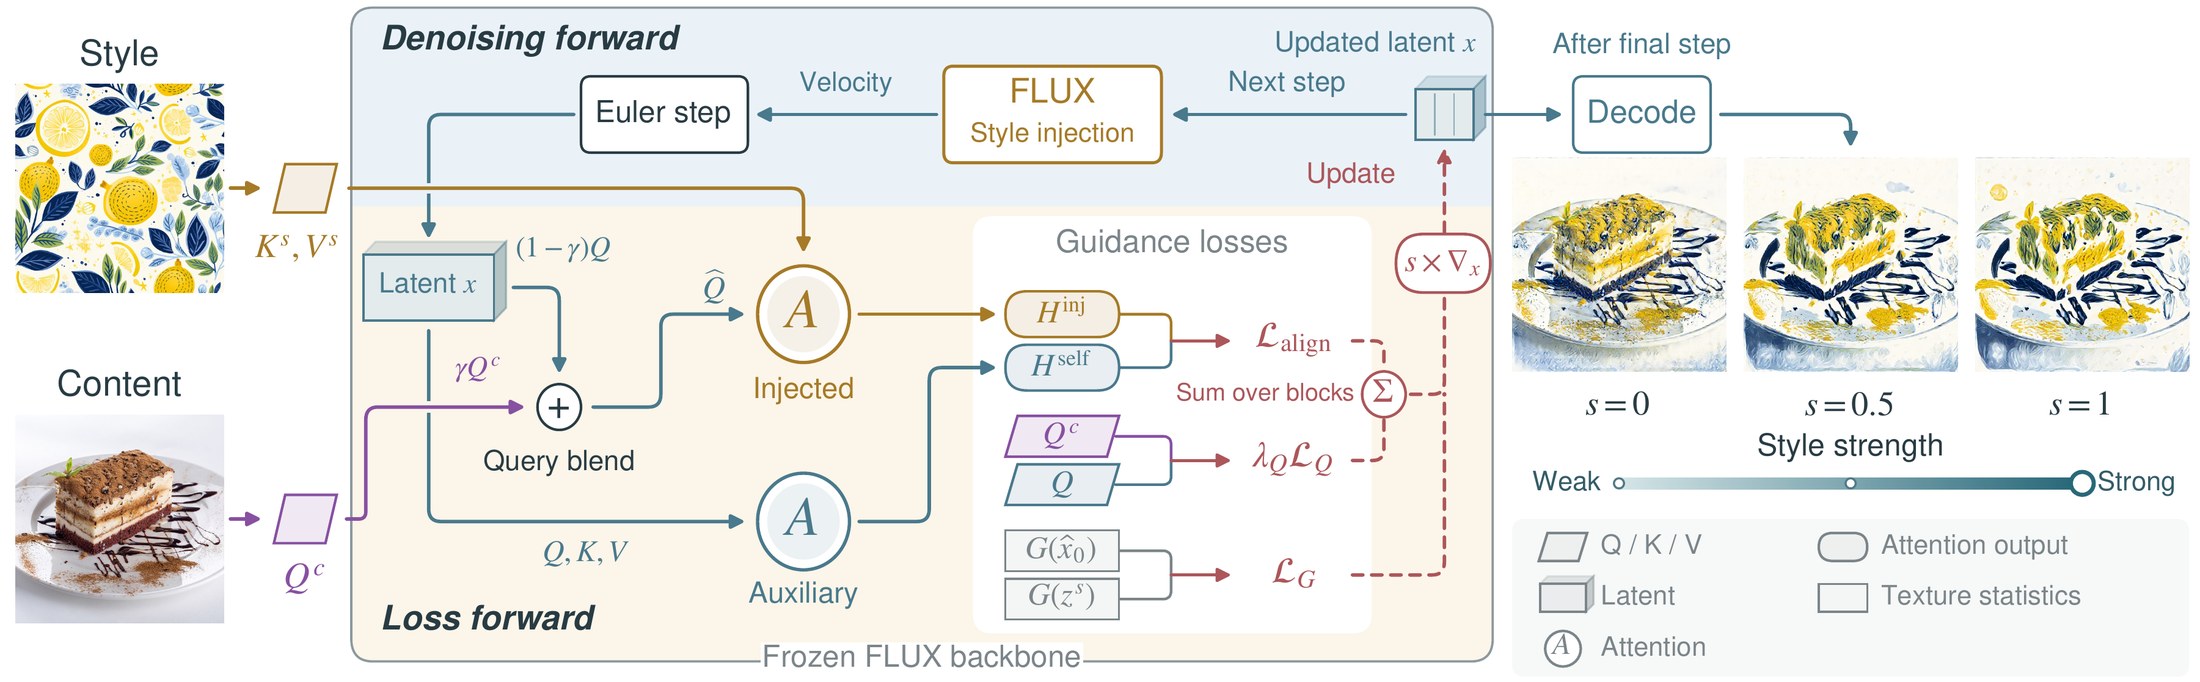 Style
K^s, V^s
Content
Q^c
Denoising forward
Euler step
Velocity
FLUX
Style injection
Next step
Updated latent x
Update
After final step
Decode
Latent x
(1−γ)Q
γQ^c
+
Query blend
Q̂
A
Injected
Q, K, V
A
Auxiliary
Loss forward
Guidance losses
H^inj
H^self
ℒ_align
Sum over blocks
Σ
s × ∇_x
Q^c
Q
λ_Q ℒ_Q
G(x̂_0)
G(z^s)
ℒ_G
Frozen FLUX backbone
s = 0
s = 0.5
s = 1
Style strength
Weak
Strong
Q / K / V
Attention output
Latent
Texture statistics
A
Attention